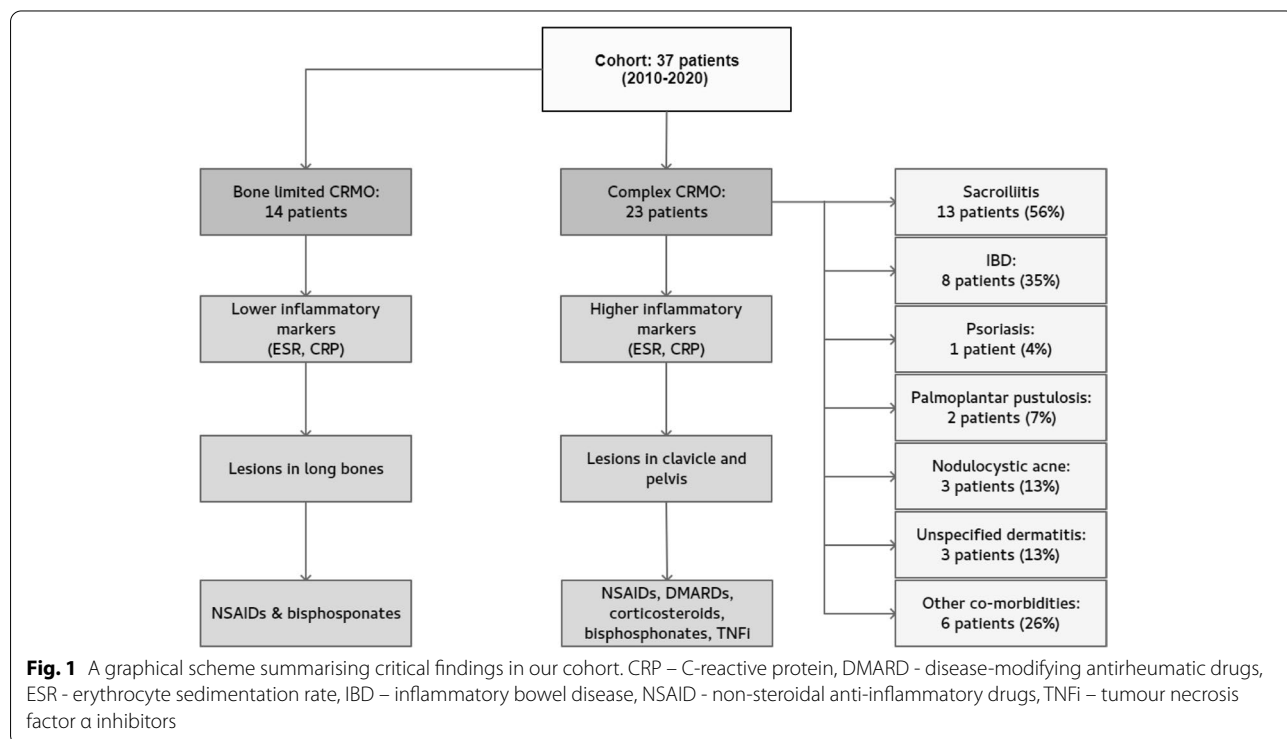 Cohort: 37 patients
(2010-2020)
Bone limited CRMO:
14 patients
Complex CRMO:
23 patients
Sacroiliitis
13 patients (56%)
IBD:
8 patients (35%)
Lower inflammatory
markers
(ESR, CRP)
Higher inflammatory
markers
(ESR, CRP)
Psoriasis:
1 patient (4%)
Palmoplantar pustulosis:
2 patients (7%)
Lesions in long bones
Lesions in clavicle and
pelvis
Nodulocystic acne:
3 patients (13%)
Unspecified dermatitis:
3 patients (13%)
NSAIDs & bisphosponates
NSAIDs, DMARDs,
corticosteroids,
bisphosphonates, TNFi
Other co-morbidities:
6 patients (26%)
Fig. 1 A graphical scheme summarising critical findings in our cohort. CRP – C-reactive protein, DMARD - disease-modifying antirheumatic drugs,
ESR - erythrocyte sedimentation rate, IBD – inflammatory bowel disease, NSAID - non-steroidal anti-inflammatory drugs, TNFi – tumour necrosis
factor α inhibitors